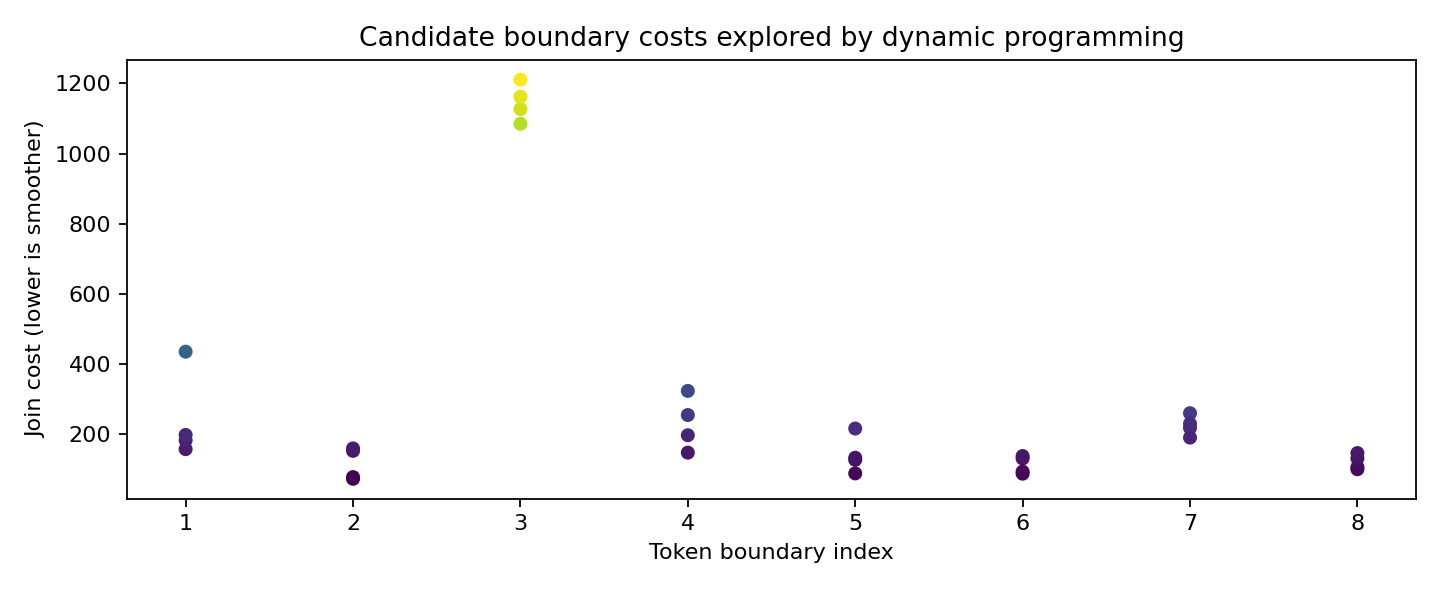 Candidate boundary costs explored by dynamic programming
Join cost (lower is smoother)
1200
1000
800
600
400
200
1 2 3 4 5 6 7 8
Token boundary index